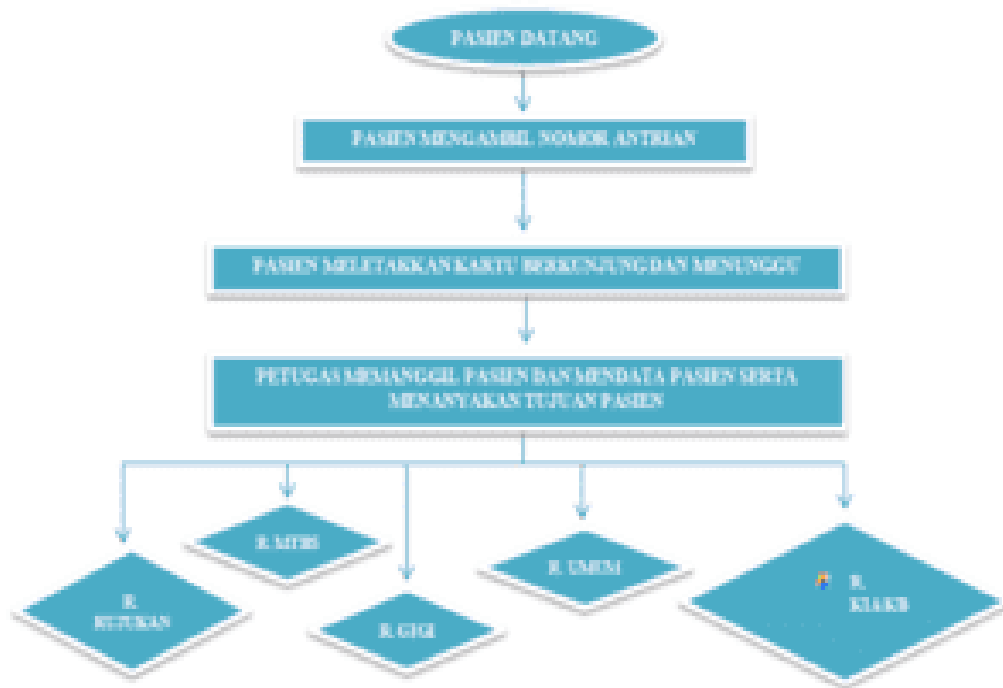 PASIEN DATANG
PASIEN MENGAMBIL NOMOR ANTRIAN
PASIEN MELETAKKAN KARTU BERKUNJUNG DAN MENUNGGU
PETUGAS MEMANGGIL PASIEN DAN MENDATA PASIEN SERTA
MENANYAKAN TUJUAN PASIEN
R. MTBS
R. UMUM
R.
RUJUKAN
R. GIGI
R.
KIA/KB